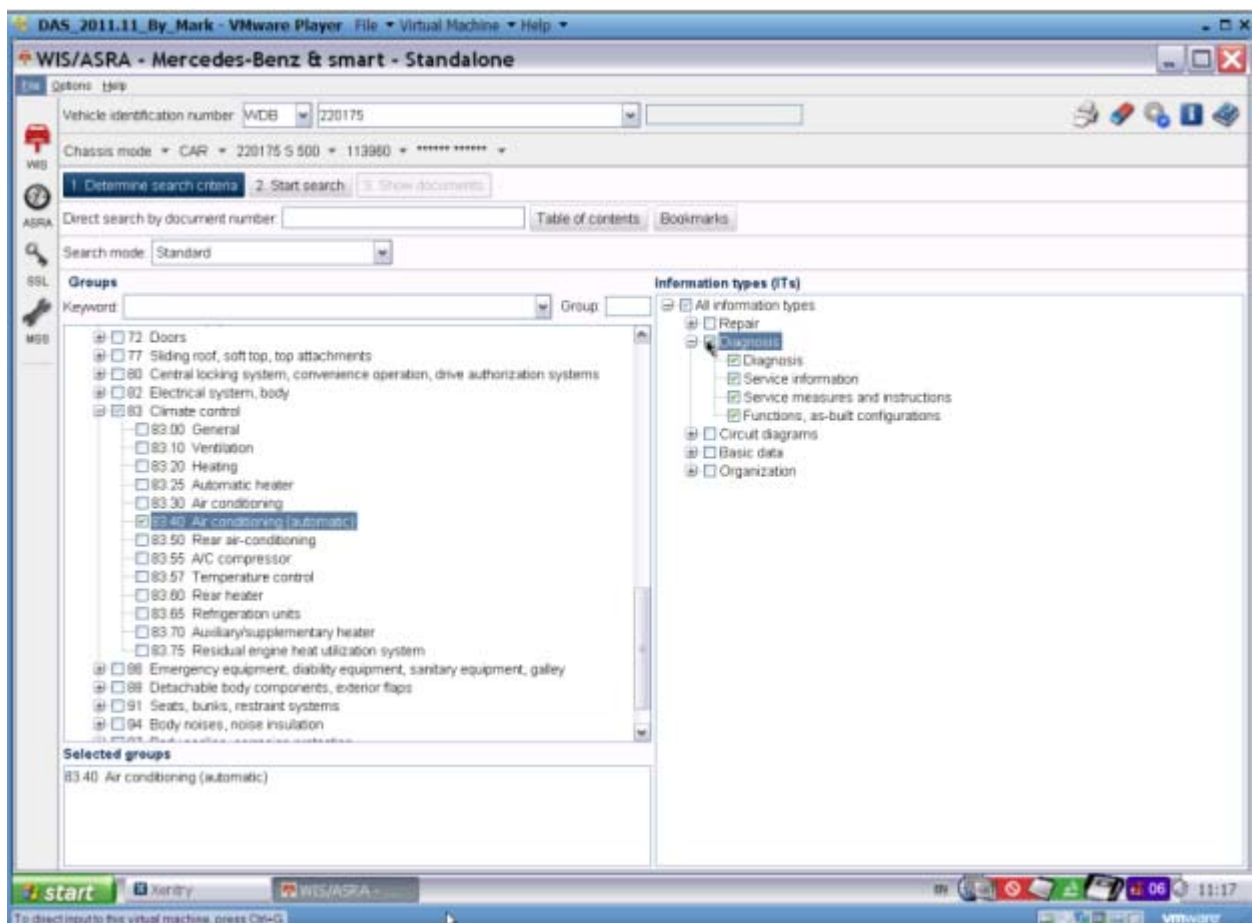 DAS_2011.11_By_Mark - VMware Player File Virtual Machine Help
WIS/ASRA - Mercedes-Benz & smart - Standalone
File Options Help
Vehicle identification number WDB 220175
Chassis mode CAR 220175 S 500 113960 ****** ******
WIS
1. Determine search criteria 2. Start search 3. Show documents
ASRA
Direct search by document number: Table of contents Bookmarks
Search mode: Standard
SSL
Groups
Keyword: Group:
MSS
72 Doors
77 Sliding roof, soft top, top attachments
80 Central locking system, convenience operation, drive authorization systems
82 Electrical system, body
83 Climate control
83.00 General
83.10 Ventilation
83.20 Heating
83.25 Automatic heater
83.30 Air conditioning
83.40 Air conditioning (automatic)
83.50 Rear air-conditioning
83.55 A/C compressor
83.57 Temperature control
83.60 Rear heater
83.65 Refrigeration units
83.70 Auxiliary/supplementary heater
83.75 Residual engine heat utilization system
Emergency equipment, diability equipment, sanitary equipment, galley
Detachable body components, exterior flaps
91 Seats, bunks, restraint systems
94 Body noises, noise insulation
Selected groups
83.40 Air conditioning (automatic)
Information types (ITs)
All information types
Repair
Diagnosis
Diagnosis
Service information
Service measures and instructions
Functions, as-built configurations
Circuit diagrams
Basic data
Organization
start Xentry WIS/ASRA - ... 06 11:17
To direct input to this virtual machine, press Ctrl+G. vmware